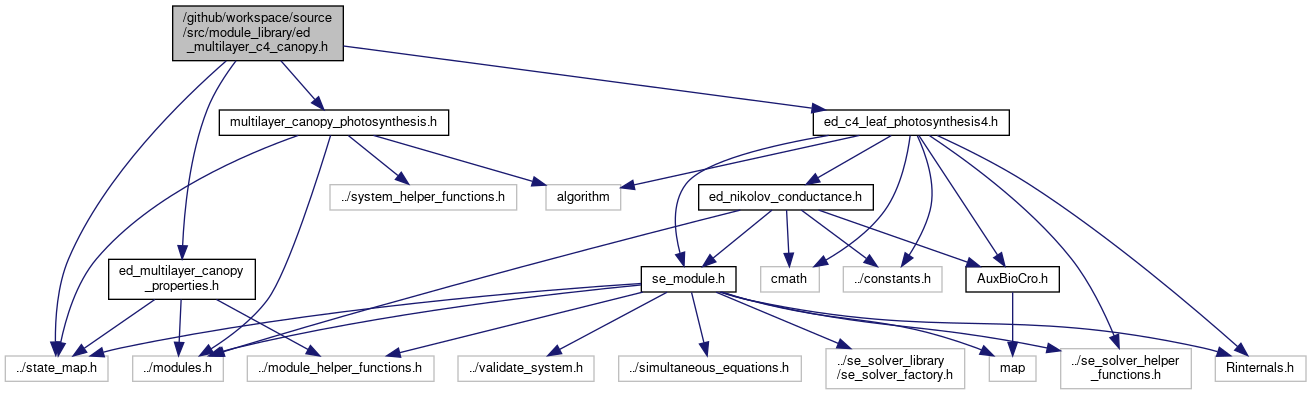 /github/workspace/source
/src/module_library/ed
_multilayer_c4_canopy.h
multilayer_canopy_photosynthesis.h
ed_c4_leaf_photosynthesis4.h
../system_helper_functions.h
algorithm
ed_nikolov_conductance.h
ed_multilayer_canopy
_properties.h
se_module.h
cmath
../constants.h
AuxBioCro.h
../state_map.h
../modules.h
../module_helper_functions.h
../validate_system.h
../simultaneous_equations.h
../se_solver_library
/se_solver_factory.h
map
../se_solver_helper
_functions.h
Rinternals.h